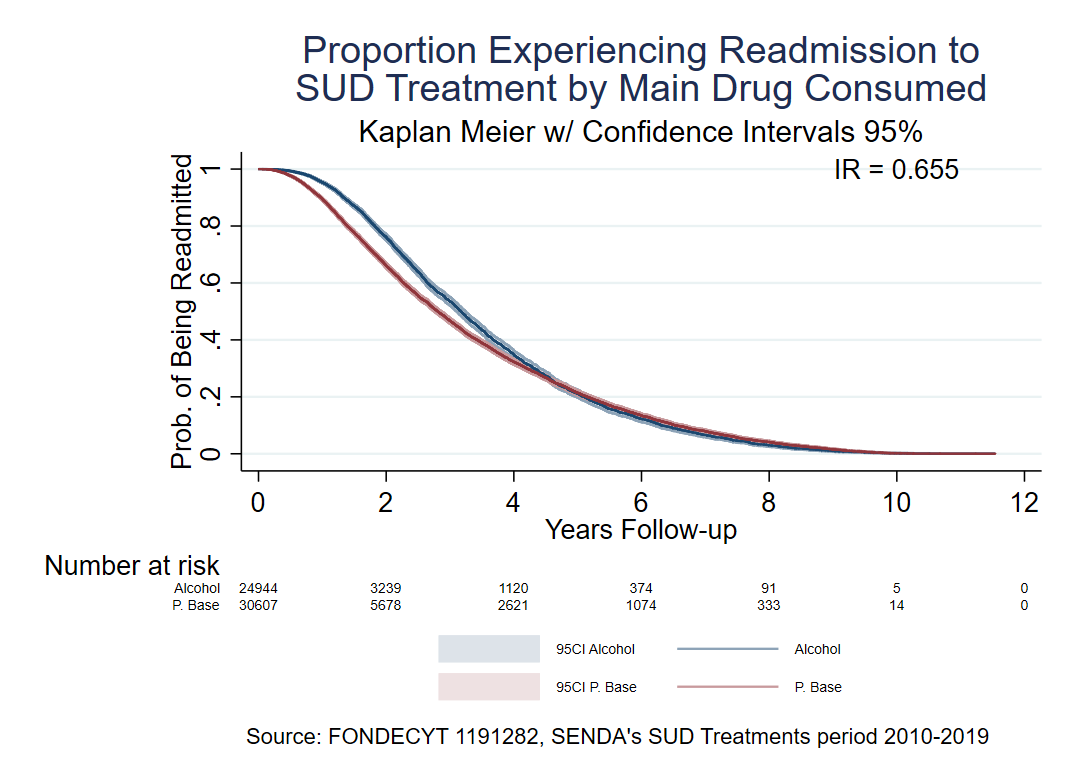 Proportion Experiencing Readmission to
SUD Treatment by Main Drug Consumed
Kaplan Meier w/ Confidence Intervals 95%
IR = 0.655
Prob. of Being Readmitted
1
.8
.6
.4
.2
0
0 2 4 6 8 10 12
Years Follow-up
Number at risk
Alcohol 24944 3239 1120 374 91 5 0
P. Base 30607 5678 2621 1074 333 14 0
95CI Alcohol Alcohol
95CI P. Base P. Base
Source: FONDECYT 1191282, SENDA's SUD Treatments period 2010-2019